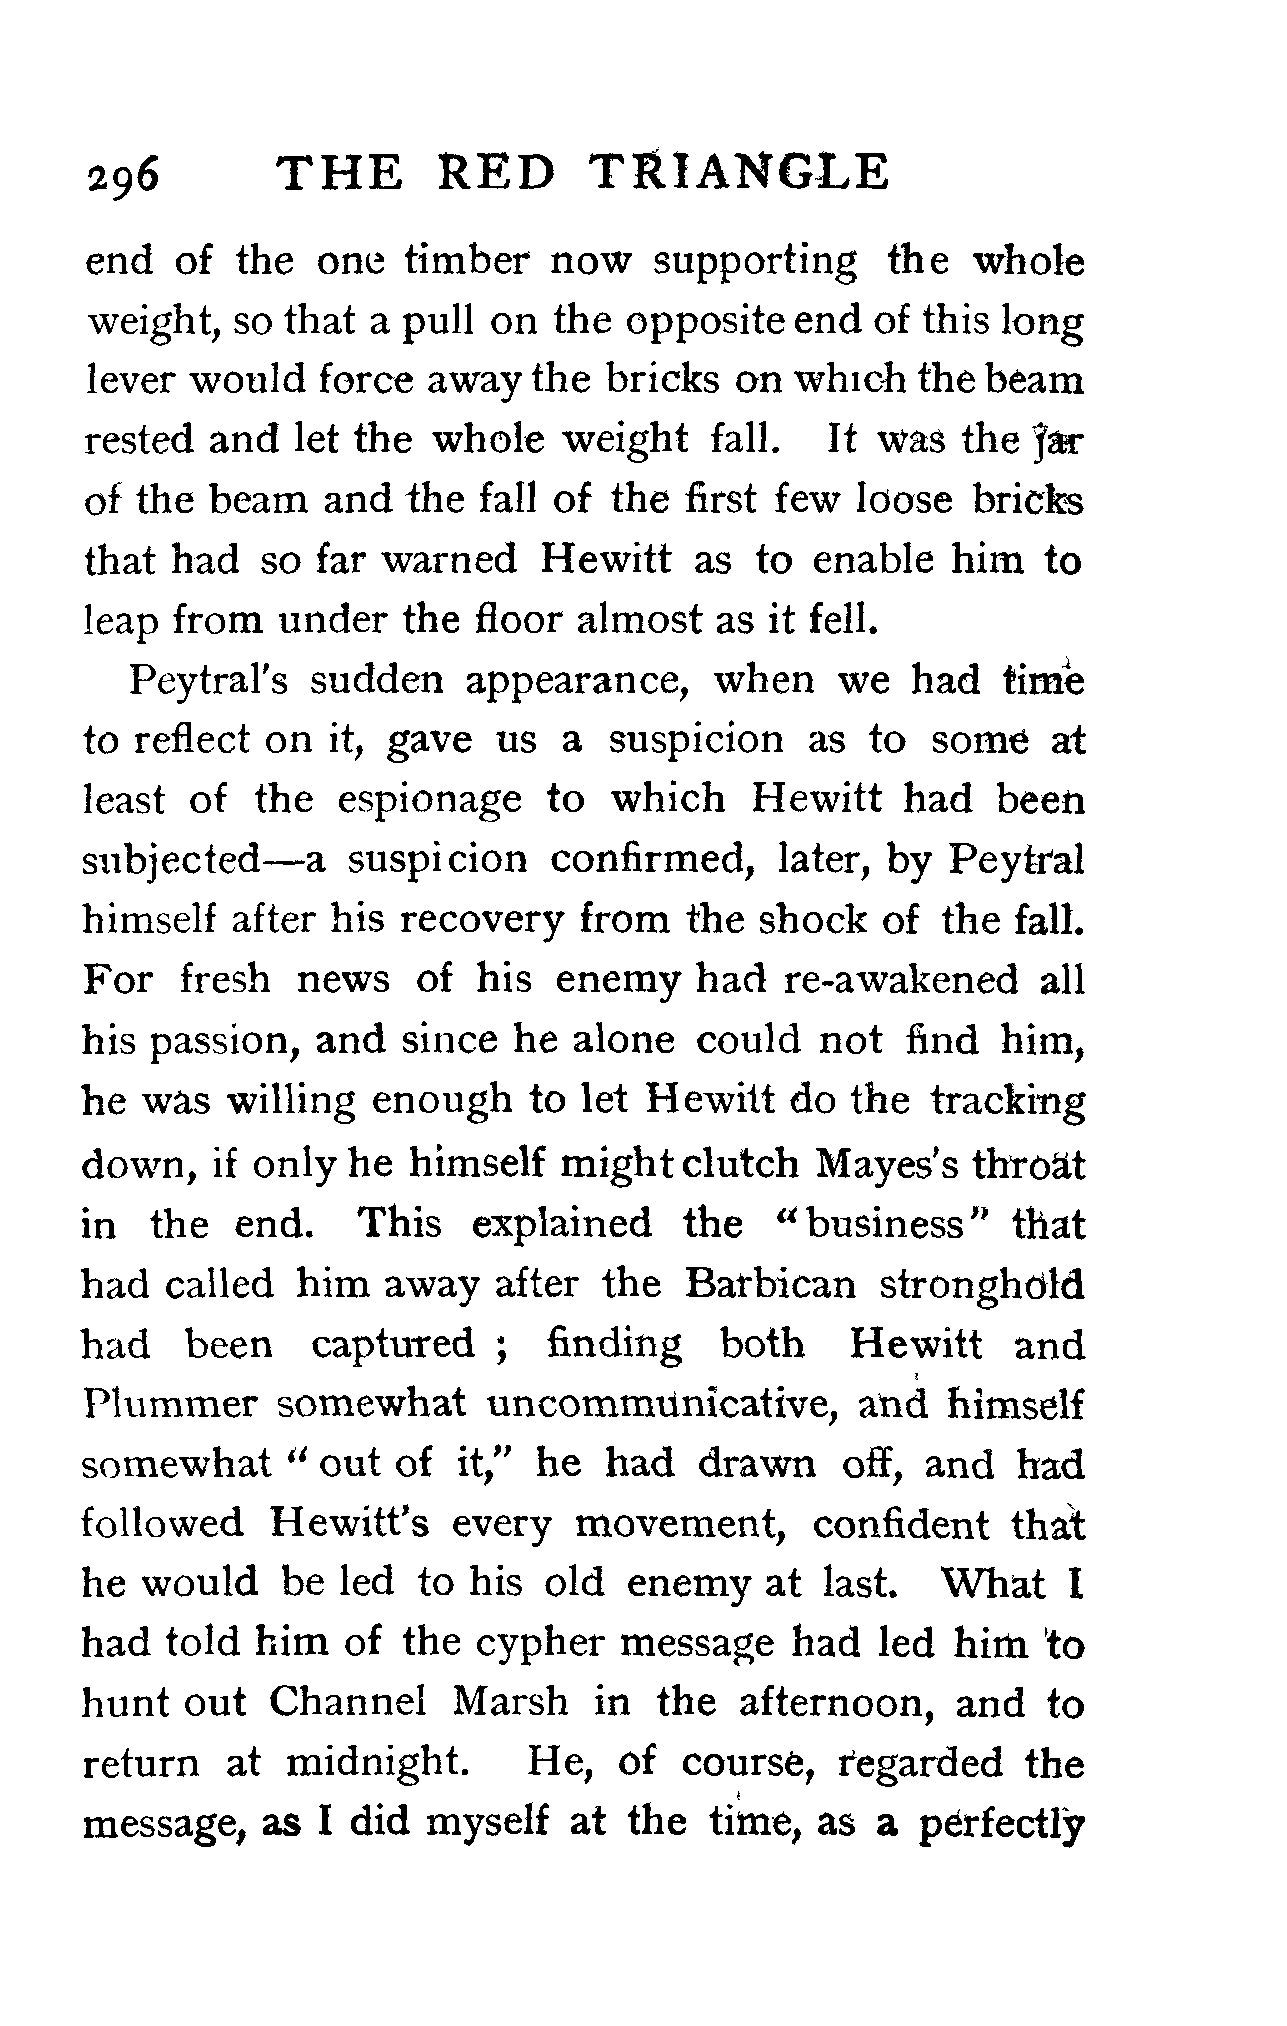 296 THE RED TRIANGLE
end of the one timber now supporting the whole
weight, so that a pull on the opposite end of this long
lever would force away the bricks on which the beam
rested and let the whole weight fall. It was the jar
of the beam and the fall of the first few loose bricks
that had so far warned Hewitt as to enable him to
leap from under the floor almost as it fell.
Peytral's sudden appearance, when we had time
to reflect on it, gave us a suspicion as to some at
least of the espionage to which Hewitt had been
subjected—a suspicion confirmed, later, by Peytral
himself after his recovery from the shock of the fall.
For fresh news of his enemy had re-awakened all
his passion, and since he alone could not find him,
he was willing enough to let Hewitt do the tracking
down, if only he himself might clutch Mayes's throat
in the end. This explained the "business" that
had called him away after the Barbican stronghold
had been captured ; finding both Hewitt and
Plummer somewhat uncommunicative, and himself
somewhat "out of it," he had drawn off, and had
followed Hewitt's every movement, confident that
he would be led to his old enemy at last. What I
had told him of the cypher message had led him to
hunt out Channel Marsh in the afternoon, and to
return at midnight. He, of course, regarded the
message, as I did myself at the time, as a perfectly